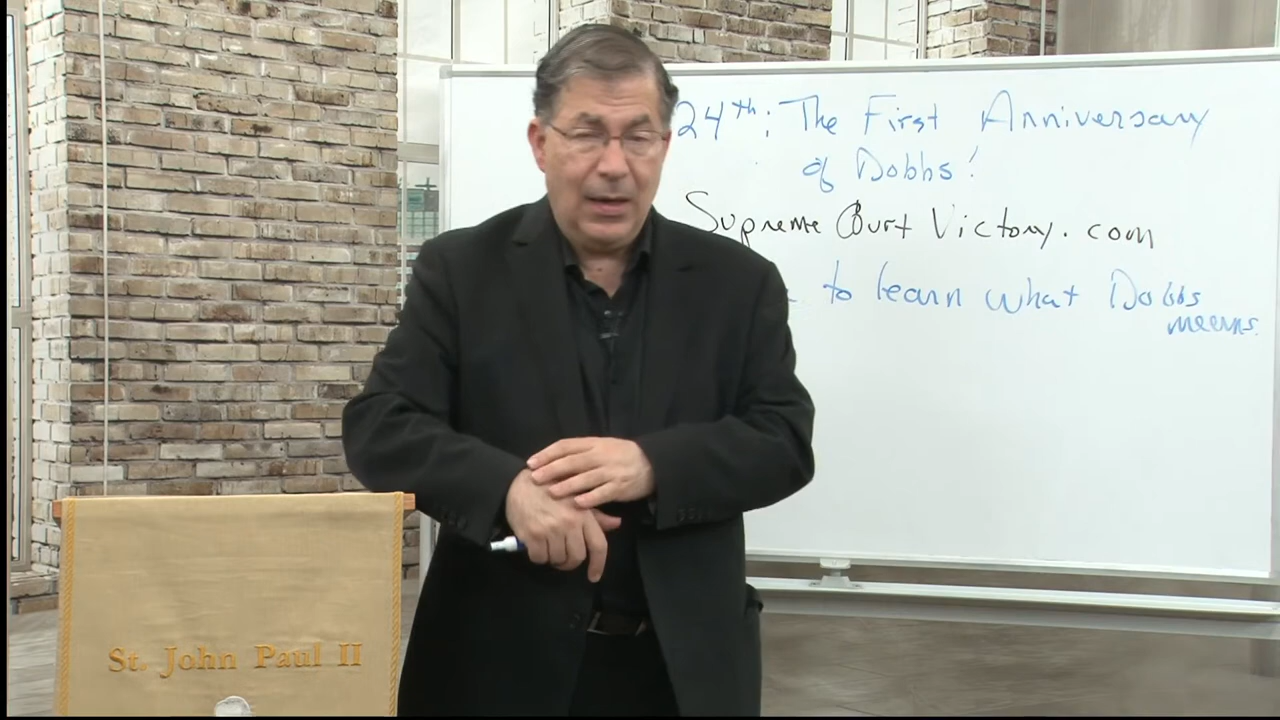 24th: The First Anniversary
of Dobbs!
Supreme Court Victory.com
to learn what Dobbs
means.
St. John Paul II